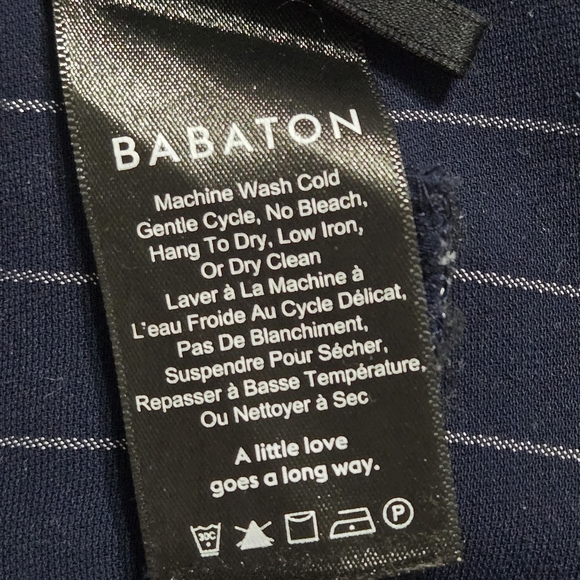 BABATON
Machine Wash Cold
Gentle Cycle, No Bleach,
Hang To Dry, Low Iron,
Or Dry Clean
Laver à La Machine à
L'eau Froide Au Cycle Délicat,
Pas De Blanchiment,
Suspendre Pour Sécher,
Repasser à Basse Température,
Ou Nettoyer à Sec
A little love
goes a long way.
30C P